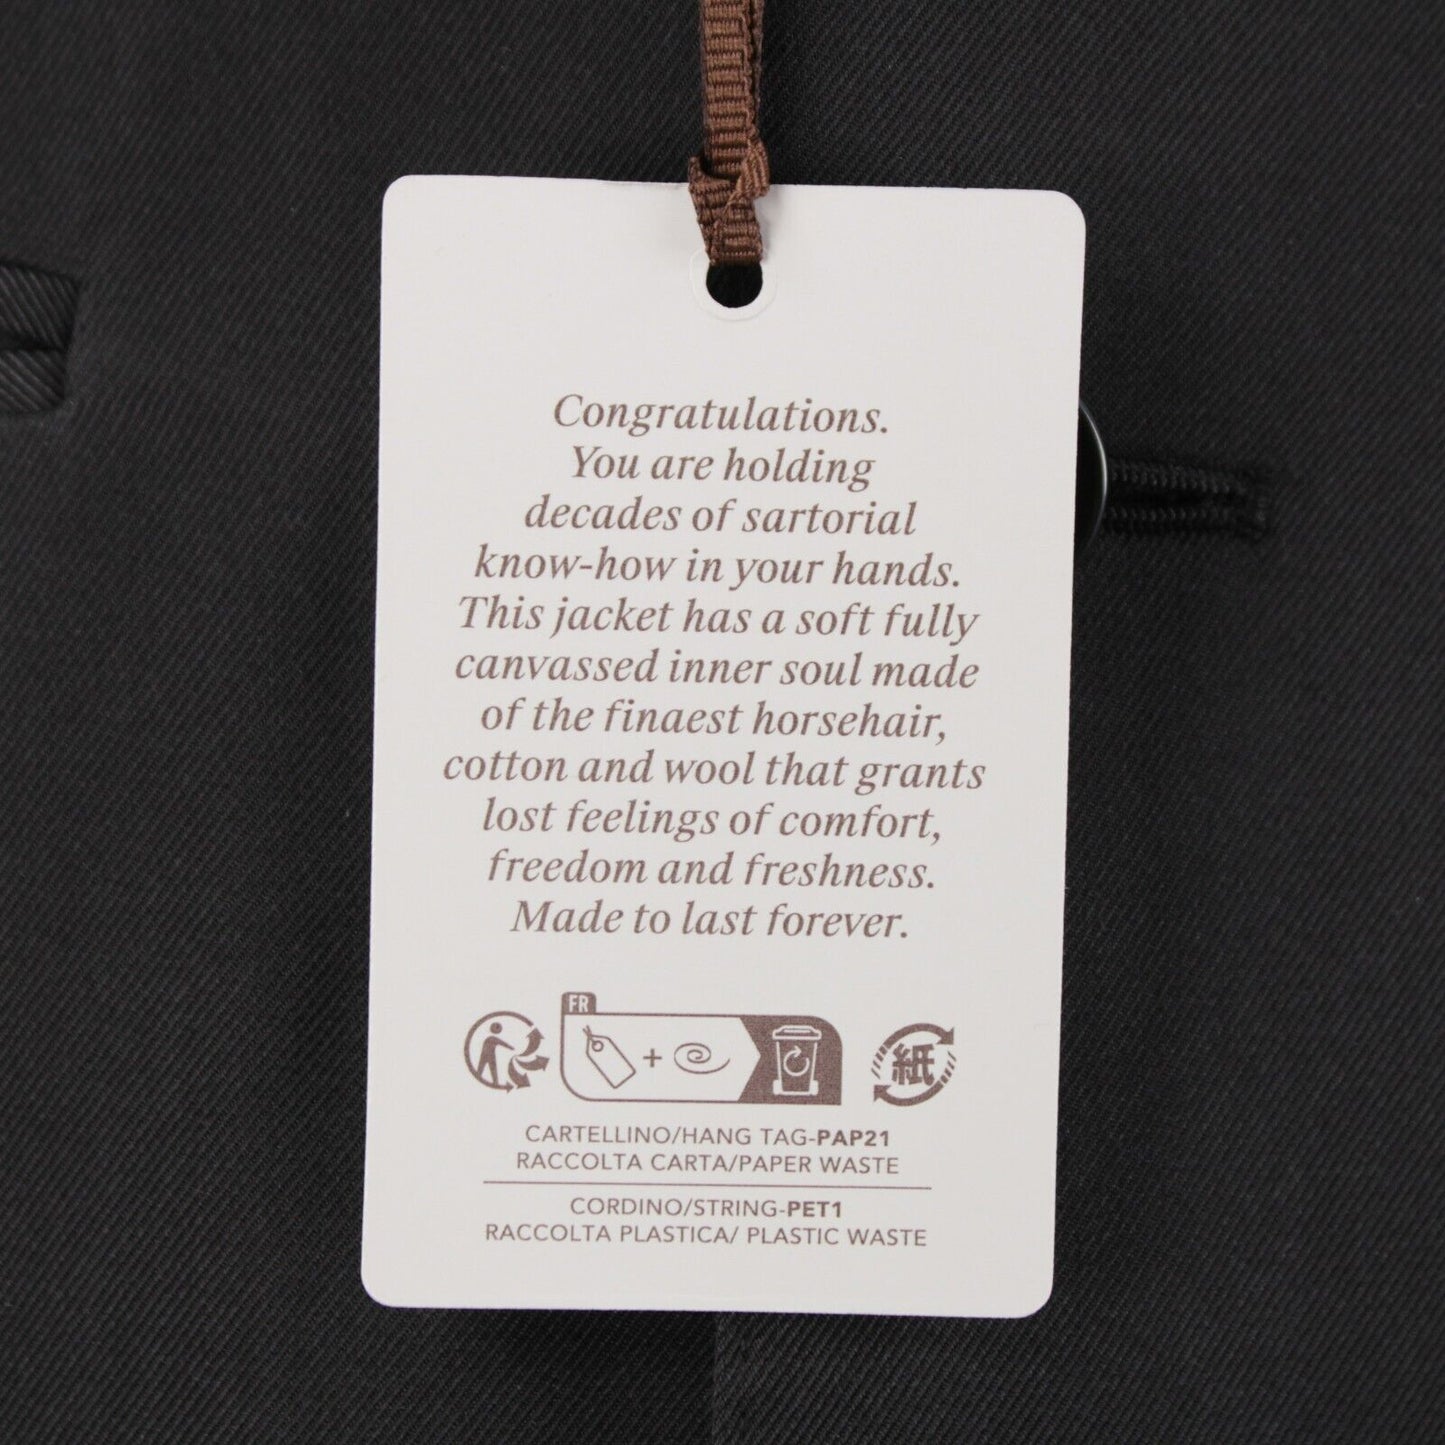 Congratulations.
You are holding
decades of sartorial
know-how in your hands.
This jacket has a soft fully
canvassed inner soul made
of the finaest horsehair,
cotton and wool that grants
lost feelings of comfort,
freedom and freshness.
Made to last forever.
FR
+
紙
CARTELLINO/HANG TAG-PAP21
RACCOLTA CARTA/PAPER WASTE
CORDINO/STRING-PET1
RACCOLTA PLASTICA/ PLASTIC WASTE